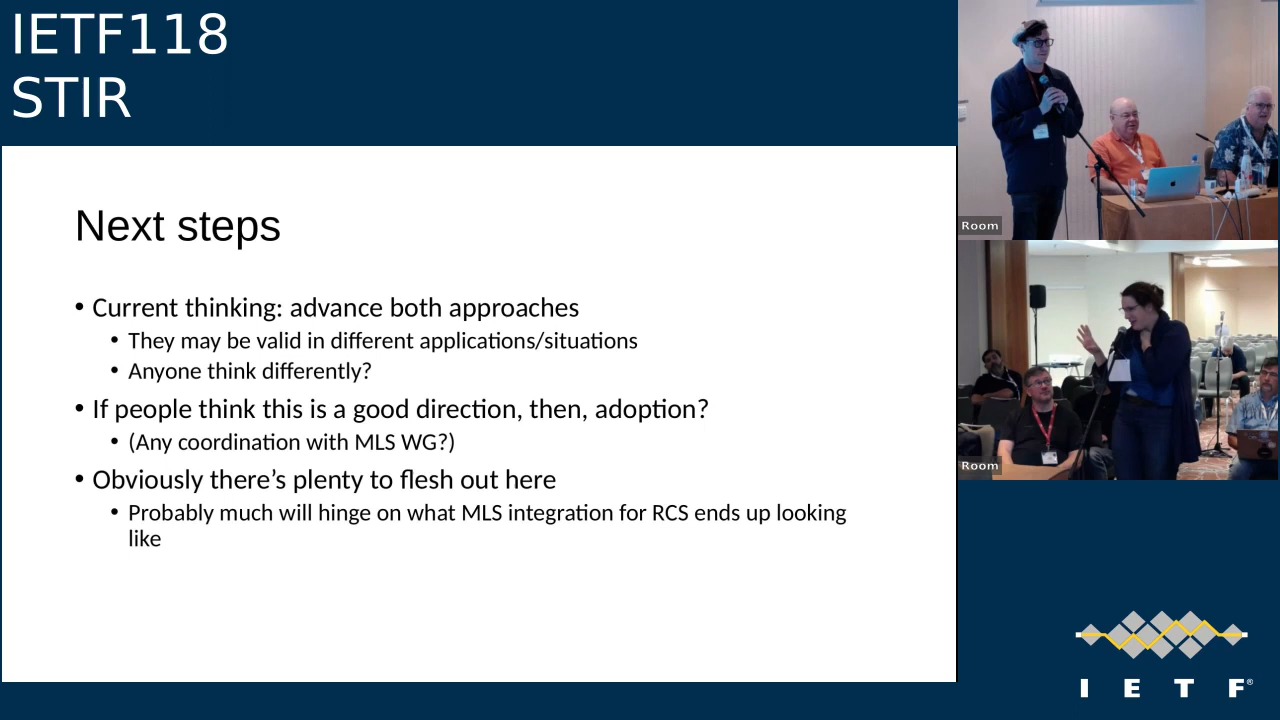 IETF118
STIR
Next steps
• Current thinking: advance both approaches
• They may be valid in different applications/situations
• Anyone think differently?
• If people think this is a good direction, then, adoption?
• (Any coordination with MLS WG?)
• Obviously there’s plenty to flesh out here
• Probably much will hinge on what MLS integration for RCS ends up looking
like
Room
Room
I E T F®